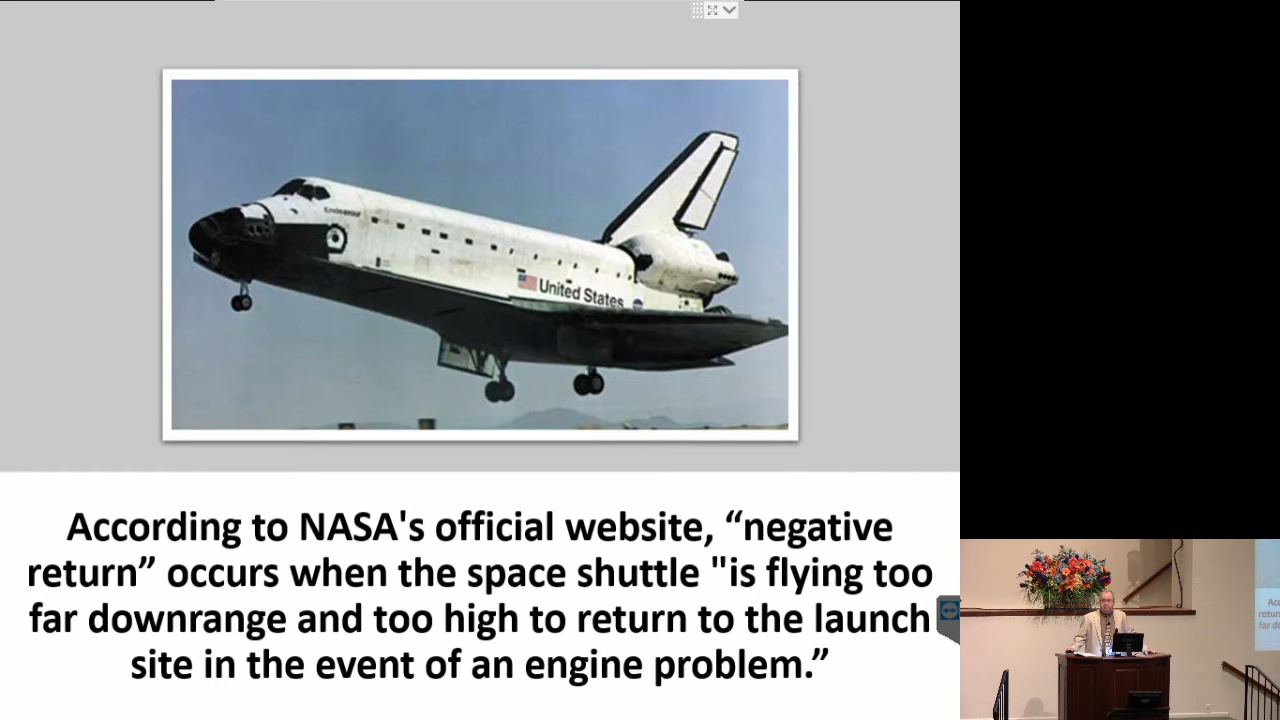 Endeavour
United States
According to NASA's official website, “negative
return” occurs when the space shuttle "is flying too
far downrange and too high to return to the launch
site in the event of an engine problem.”